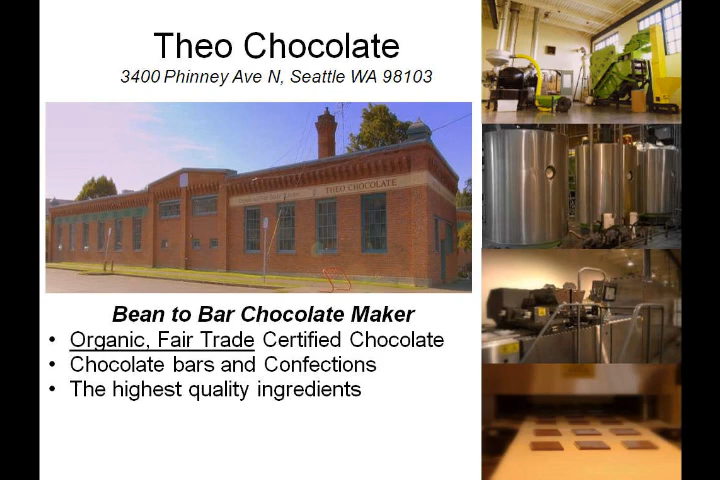 Theo Chocolate
3400 Phinney Ave N, Seattle WA 98103
THEO CHOCOLATE
Bean to Bar Chocolate Maker
• Organic, Fair Trade Certified Chocolate
• Chocolate bars and Confections
• The highest quality ingredients